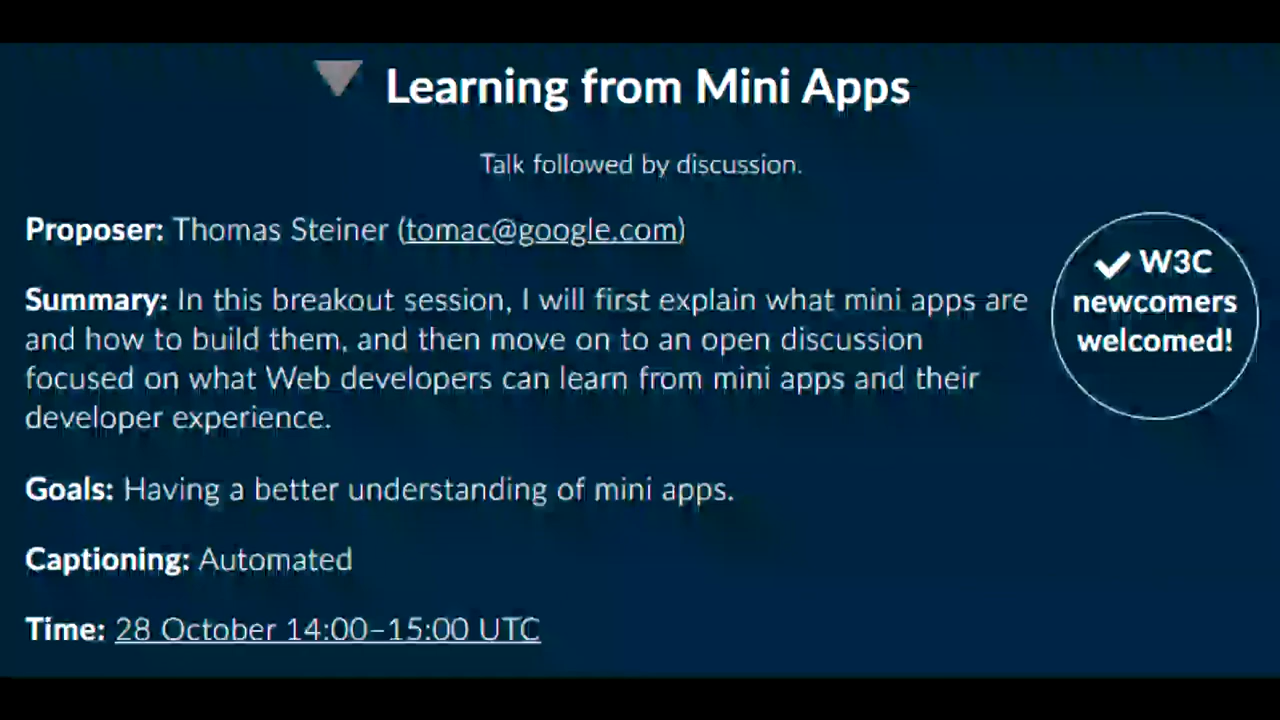 Learning from Mini Apps
Talk followed by discussion.
Proposer: Thomas Steiner (tomac@google.com)
Summary: In this breakout session, I will first explain what mini apps are
and how to build them, and then move on to an open discussion
focused on what Web developers can learn from mini apps and their
developer experience.
✔ W3C
newcomers
welcomed!
Goals: Having a better understanding of mini apps.
Captioning: Automated
Time: 28 October 14:00–15:00 UTC